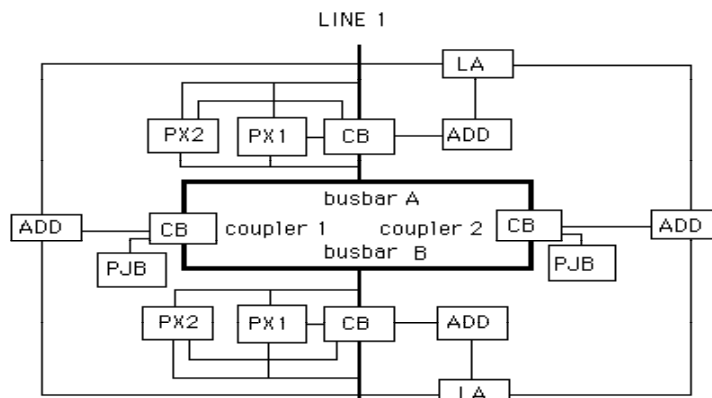 LINE 1
LA
PX2 PX1 CB ADD
busbar A
ADD CB coupler 1 coupler 2 CB ADD
busbar B
PJB PJB
PX2 PX1 CB ADD
LA